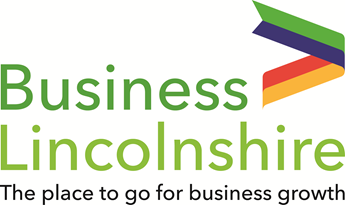 Business
Lincolnshire
The place to go for business growth